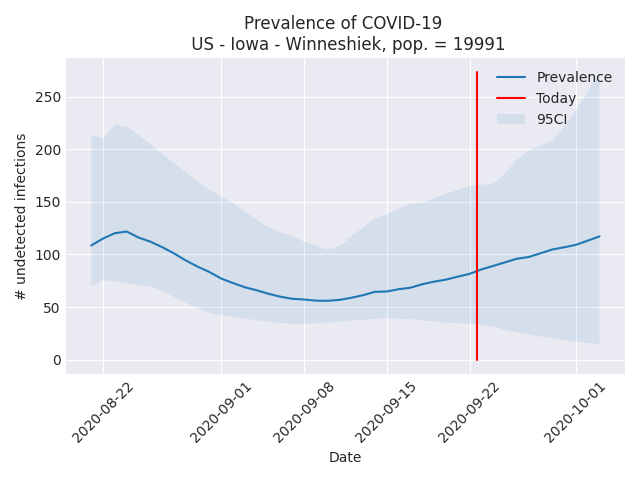 Prevalence of COVID-19
US - Iowa - Winneshiek, pop. = 19991
Prevalence
Today
95CI
# undetected infections
250
200
150
100
50
0
2020-08-22
2020-09-01
2020-09-08
2020-09-15
2020-09-22
2020-10-01
Date